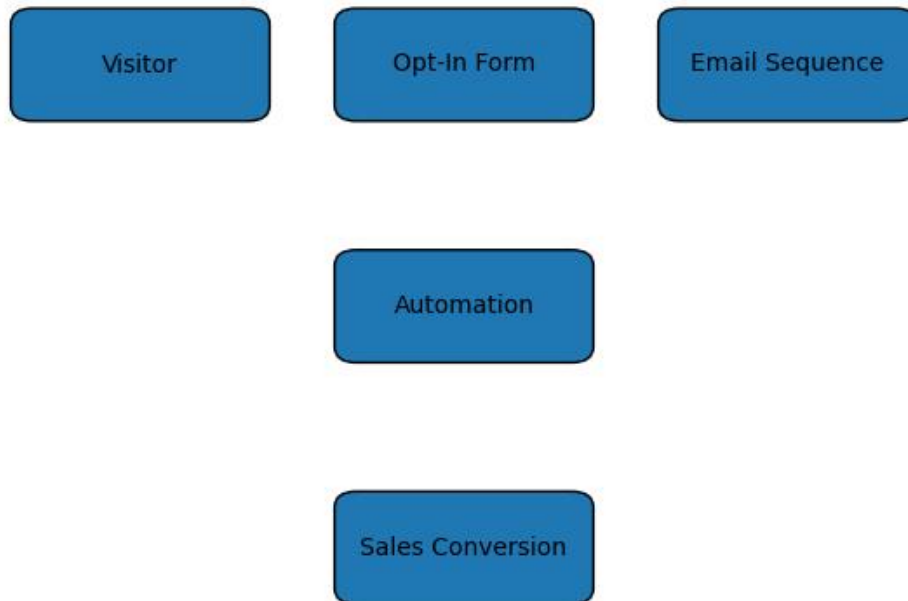 Visitor
Opt-In Form
Email Sequence
Automation
Sales Conversion